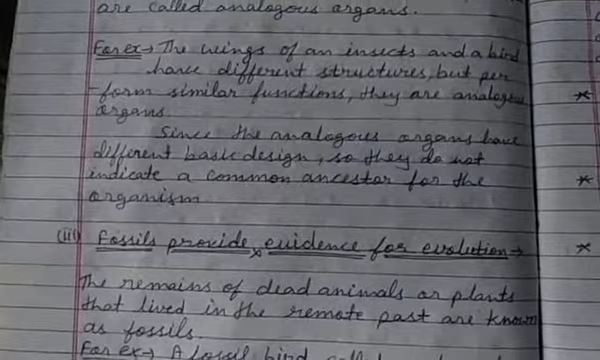 are called analogous organs.
For ex → The wings of an insects and a bird
have different structures, but per
-form similar functions, they are analogous
organs
Since the analogous organs have
different basic design, so they do not
indicate a common ancestor for the
organism
(iii) Fossils provide evidence for evolution →
The remains of dead animals or plants
that lived in the remote past are known
as fossils.
For ex → A fossil bird called